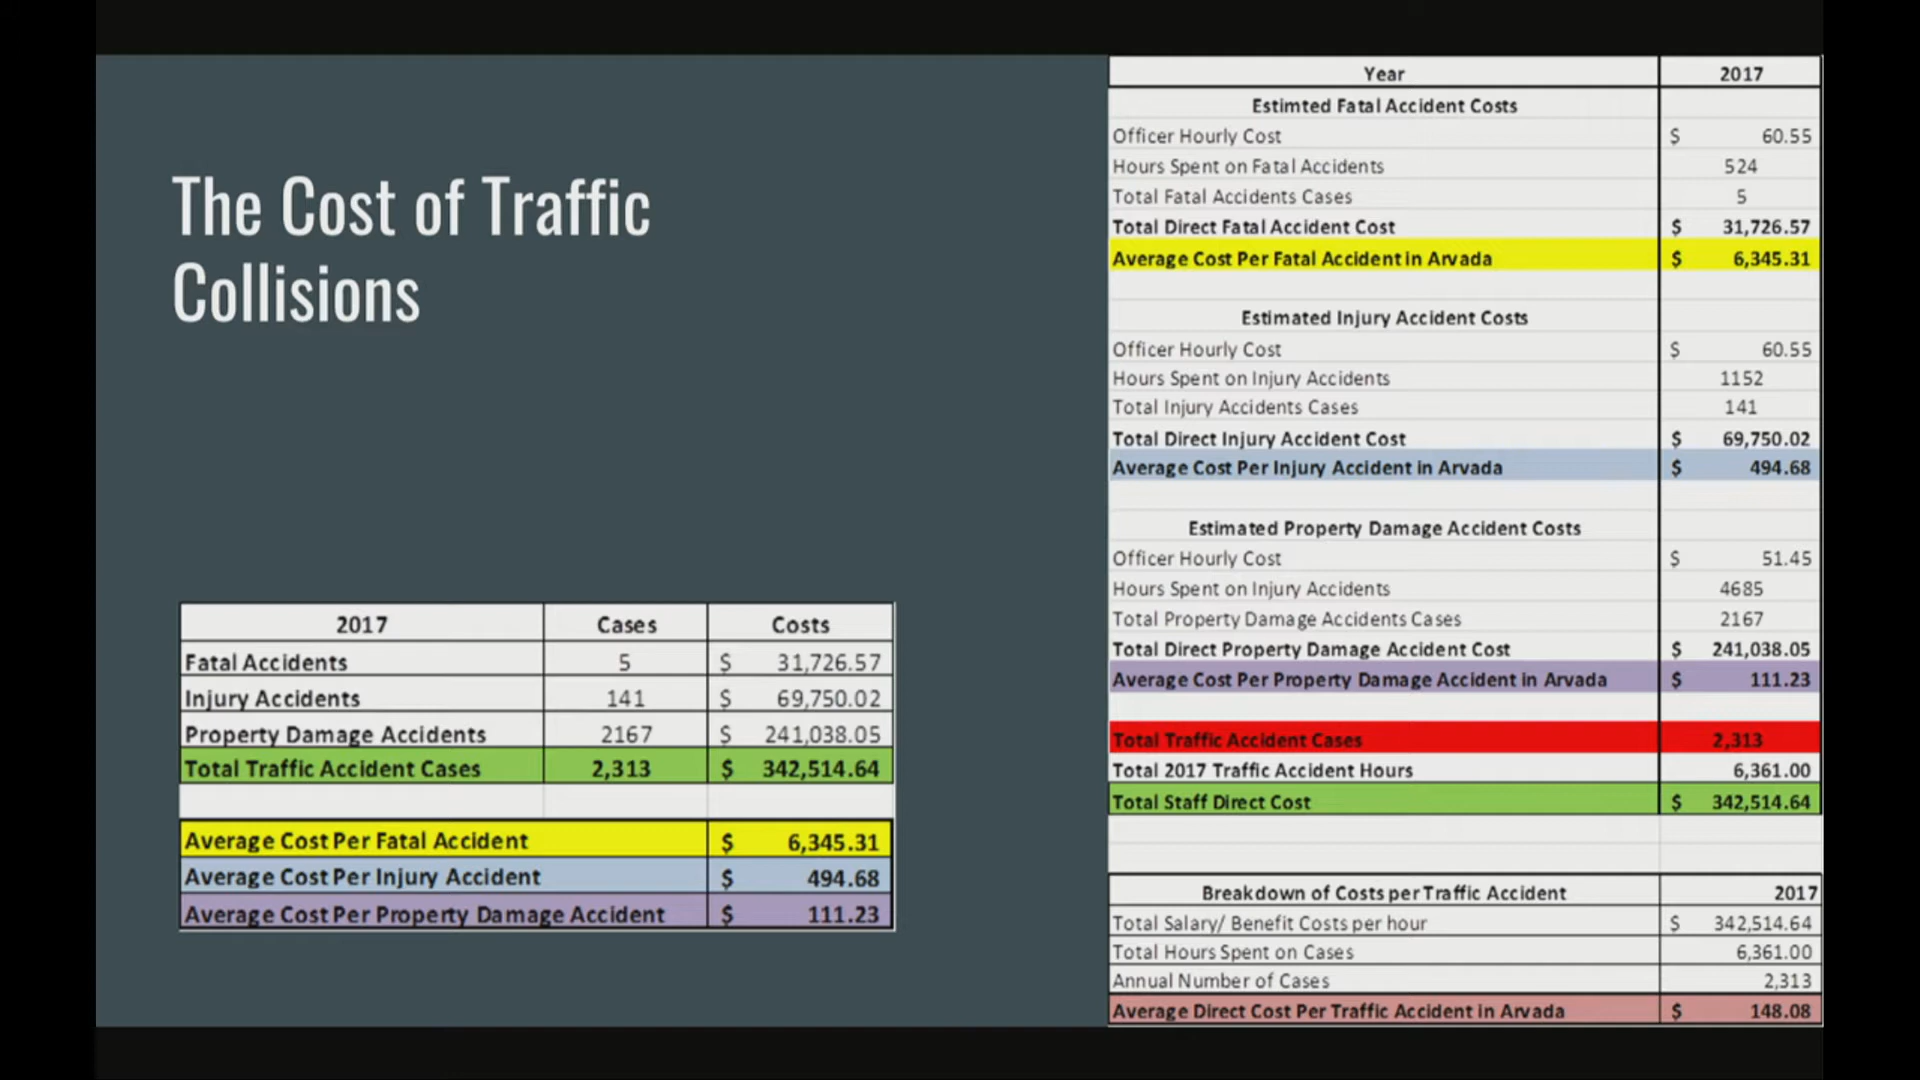 The Cost of Traffic
Collisions
2017 Cases Costs
Fatal Accidents 5 $ 31,726.57
Injury Accidents 141 $ 69,750.02
Property Damage Accidents 2167 $ 241,038.05
Total Traffic Accident Cases 2,313 $ 342,514.64
Average Cost Per Fatal Accident $ 6,345.31
Average Cost Per Injury Accident $ 494.68
Average Cost Per Property Damage Accident $ 111.23
Year 2017
Estimted Fatal Accident Costs
Officer Hourly Cost $ 60.55
Hours Spent on Fatal Accidents 524
Total Fatal Accidents Cases 5
Total Direct Fatal Accident Cost $ 31,726.57
Average Cost Per Fatal Accident in Arvada $ 6,345.31
Estimated Injury Accident Costs
Officer Hourly Cost $ 60.55
Hours Spent on Injury Accidents 1152
Total Injury Accidents Cases 141
Total Direct Injury Accident Cost $ 69,750.02
Average Cost Per Injury Accident in Arvada $ 494.68
Estimated Property Damage Accident Costs
Officer Hourly Cost $ 51.45
Hours Spent on Injury Accidents 4685
Total Property Damage Accidents Cases 2167
Total Direct Property Damage Accident Cost $ 241,038.05
Average Cost Per Property Damage Accident in Arvada $ 111.23
Total Traffic Accident Cases 2,313
Total 2017 Traffic Accident Hours 6,361.00
Total Staff Direct Cost $ 342,514.64
Breakdown of Costs per Traffic Accident 2017
Total Salary/ Benefit Costs per hour $ 342,514.64
Total Hours Spent on Cases 6,361.00
Annual Number of Cases 2,313
Average Direct Cost Per Traffic Accident in Arvada $ 148.08